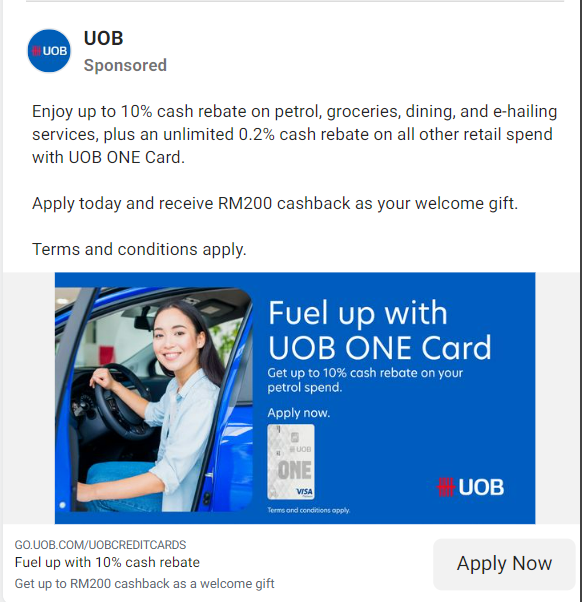 UOB
UOB
Sponsored
Enjoy up to 10% cash rebate on petrol, groceries, dining, and e-hailing
services, plus an unlimited 0.2% cash rebate on all other retail spend
with UOB ONE Card.
Apply today and receive RM200 cashback as your welcome gift.
Terms and conditions apply.
Fuel up with
UOB ONE Card
Get up to 10% cash rebate on your
petrol spend.
Apply now.
UOB
ONE
VISA
UOB
Terms and conditions apply.
GO.UOB.COM/UOBCREDITCARDS
Fuel up with 10% cash rebate
Get up to RM200 cashback as a welcome gift
Apply Now